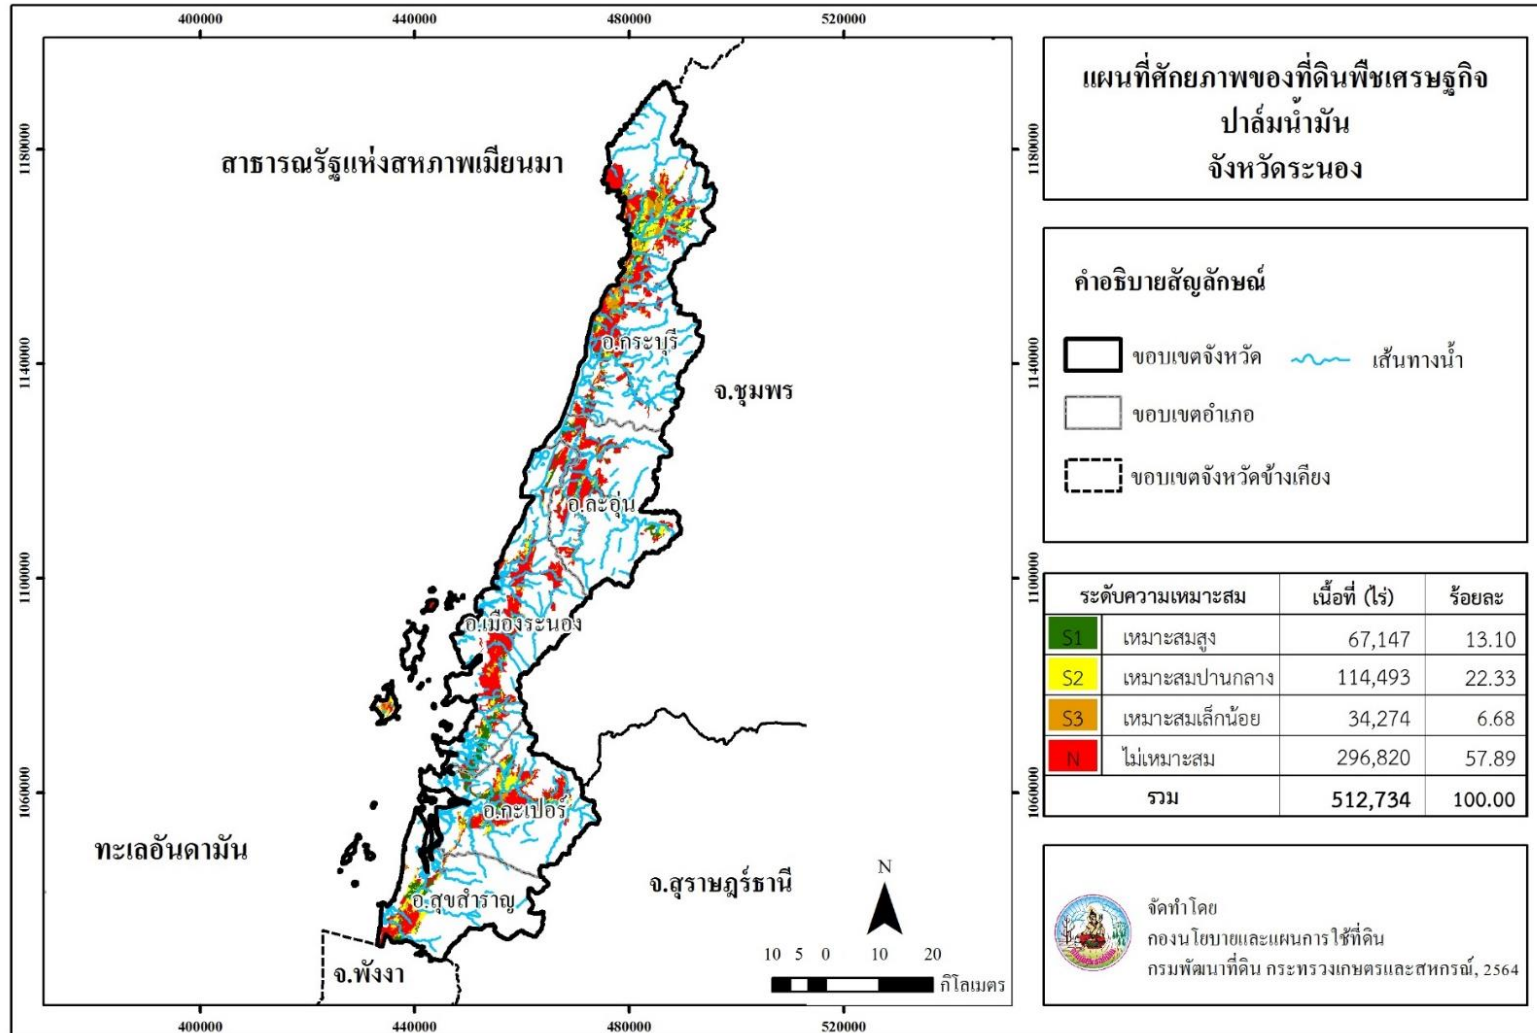 400000 440000 480000 520000
1180000
1140000
1100000
1060000
สาธารณรัฐแห่งสหภาพเมียนมา
อ.กระบุรี
จ.ชุมพร
อ.ละอุ่น
อ.เมืองระนอง
อ.กะเปอร์
ทะเลอันดามัน
จ.สุราษฎร์ธานี
อ.สุขสำราญ
จ.พังงา
N
10 5 0 10 20
กิโลเมตร
400000 440000 480000 520000
1180000
1140000
1100000
1060000
แผนที่ศักยภาพของที่ดินพืชเศรษฐกิจ
ปาล์มน้ำมัน
จังหวัดระนอง
คำอธิบายสัญลักษณ์
ขอบเขตจังหวัด เส้นทางน้ำ
ขอบเขตอำเภอ
ขอบเขตจังหวัดข้างเคียง
ระดับความเหมาะสม เนื้อที่ (ไร่) ร้อยละ
S1 เหมาะสมสูง 67,147 13.10
S2 เหมาะสมปานกลาง 114,493 22.33
S3 เหมาะสมเล็กน้อย 34,274 6.68
N ไม่เหมาะสม 296,820 57.89
รวม 512,734 100.00
จัดทำโดย
กองนโยบายและแผนการใช้ที่ดิน
กรมพัฒนาที่ดิน กระทรวงเกษตรและสหกรณ์, 2564